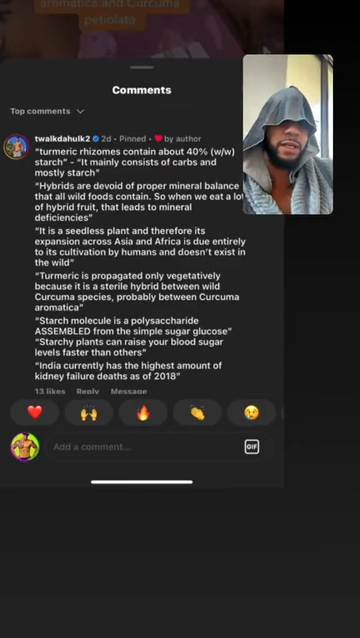 aromatica and Curcuma
petiolate
Comments
Top comments
twalkdahulk2 2d • Pinned • ❤️ by author
“turmeric rhizomes contain about 40% (w/w)
starch” - “It mainly consists of carbs and
mostly starch”
“Hybrids are devoid of proper mineral balance
that all wild foods contain. So when we eat a lot
of hybrid fruit, that leads to mineral
deficiencies”
“It is a seedless plant and therefore its
expansion across Asia and Africa is due entirely
to its cultivation by humans and doesn’t exist in
the wild”
“Turmeric is propagated only vegetatively
because it is a sterile hybrid between wild
Curcuma species, probably between Curcuma
aromatica”
“Starch molecule is a polysaccharide
ASSEMBLED from the simple sugar glucose”
“Starchy plants can raise your blood sugar
levels faster than others”
“India currently has the highest amount of
kidney failure deaths as of 2018”
13 likes Reply Message
Add a comment...
GIF